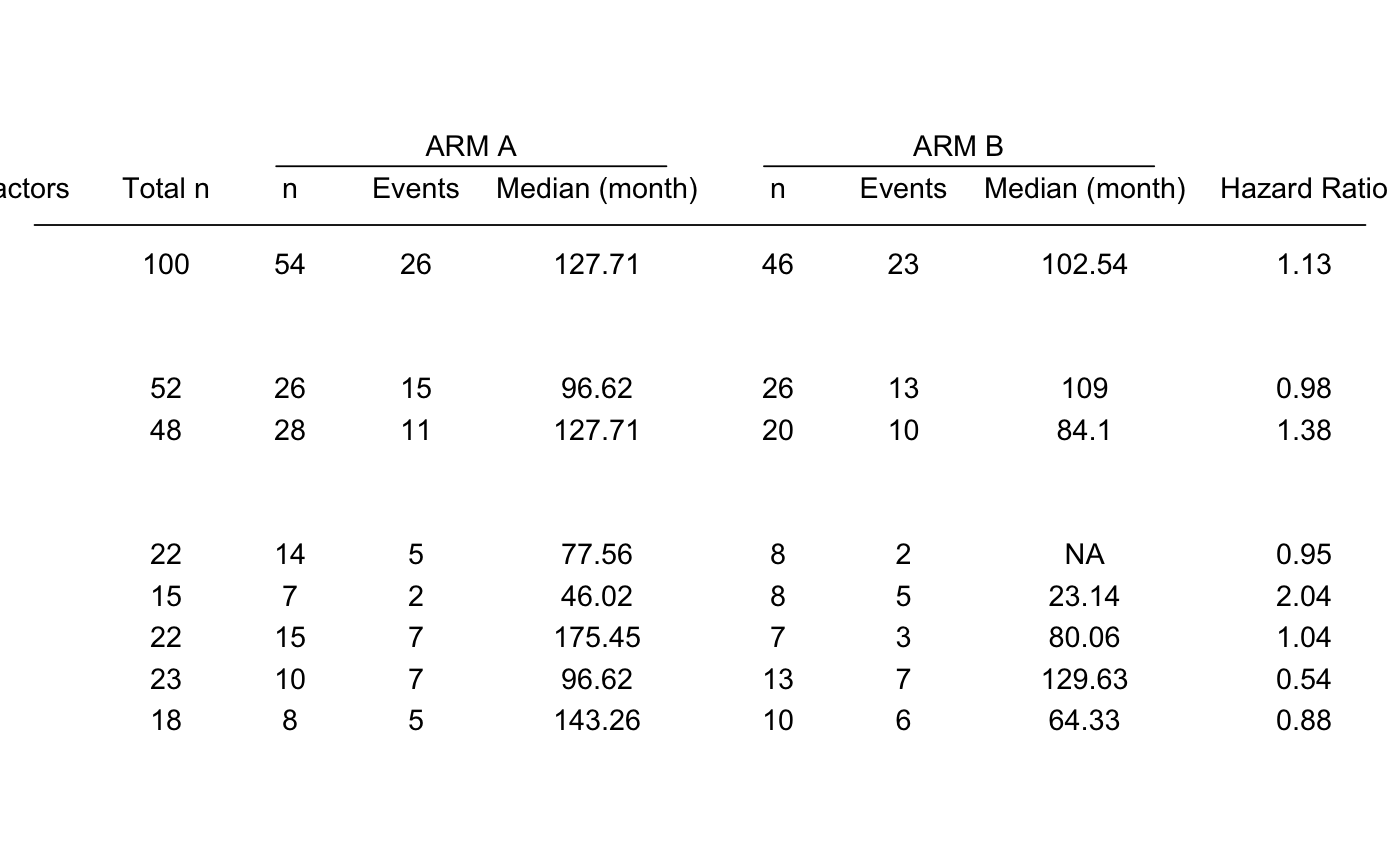 ARM A ARM B
actors Total n n Events Median (month) n Events Median (month) Hazard Ratio
100 54 26 127.71 46 23 102.54 1.13
52 26 15 96.62 26 13 109 0.98
48 28 11 127.71 20 10 84.1 1.38
22 14 5 77.56 8 2 NA 0.95
15 7 2 46.02 8 5 23.14 2.04
22 15 7 175.45 7 3 80.06 1.04
23 10 7 96.62 13 7 129.63 0.54
18 8 5 143.26 10 6 64.33 0.88